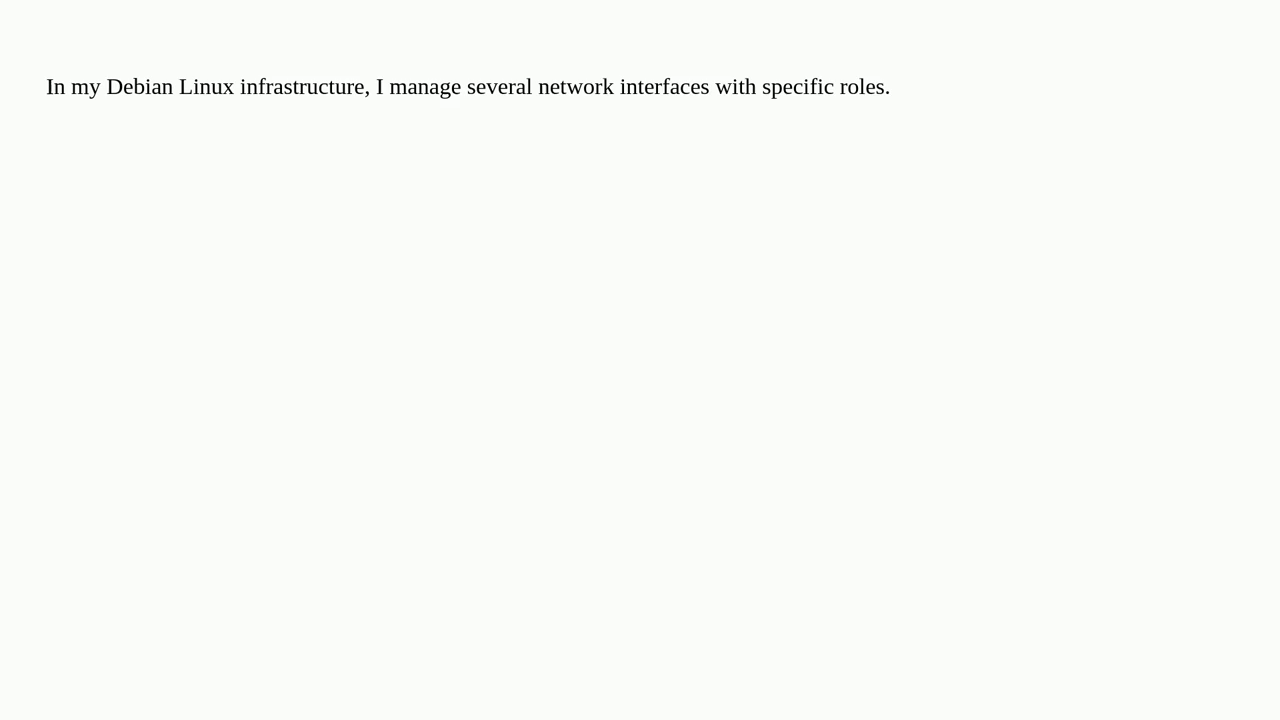 In my Debian Linux infrastructure, I manage several network interfaces with specific roles.